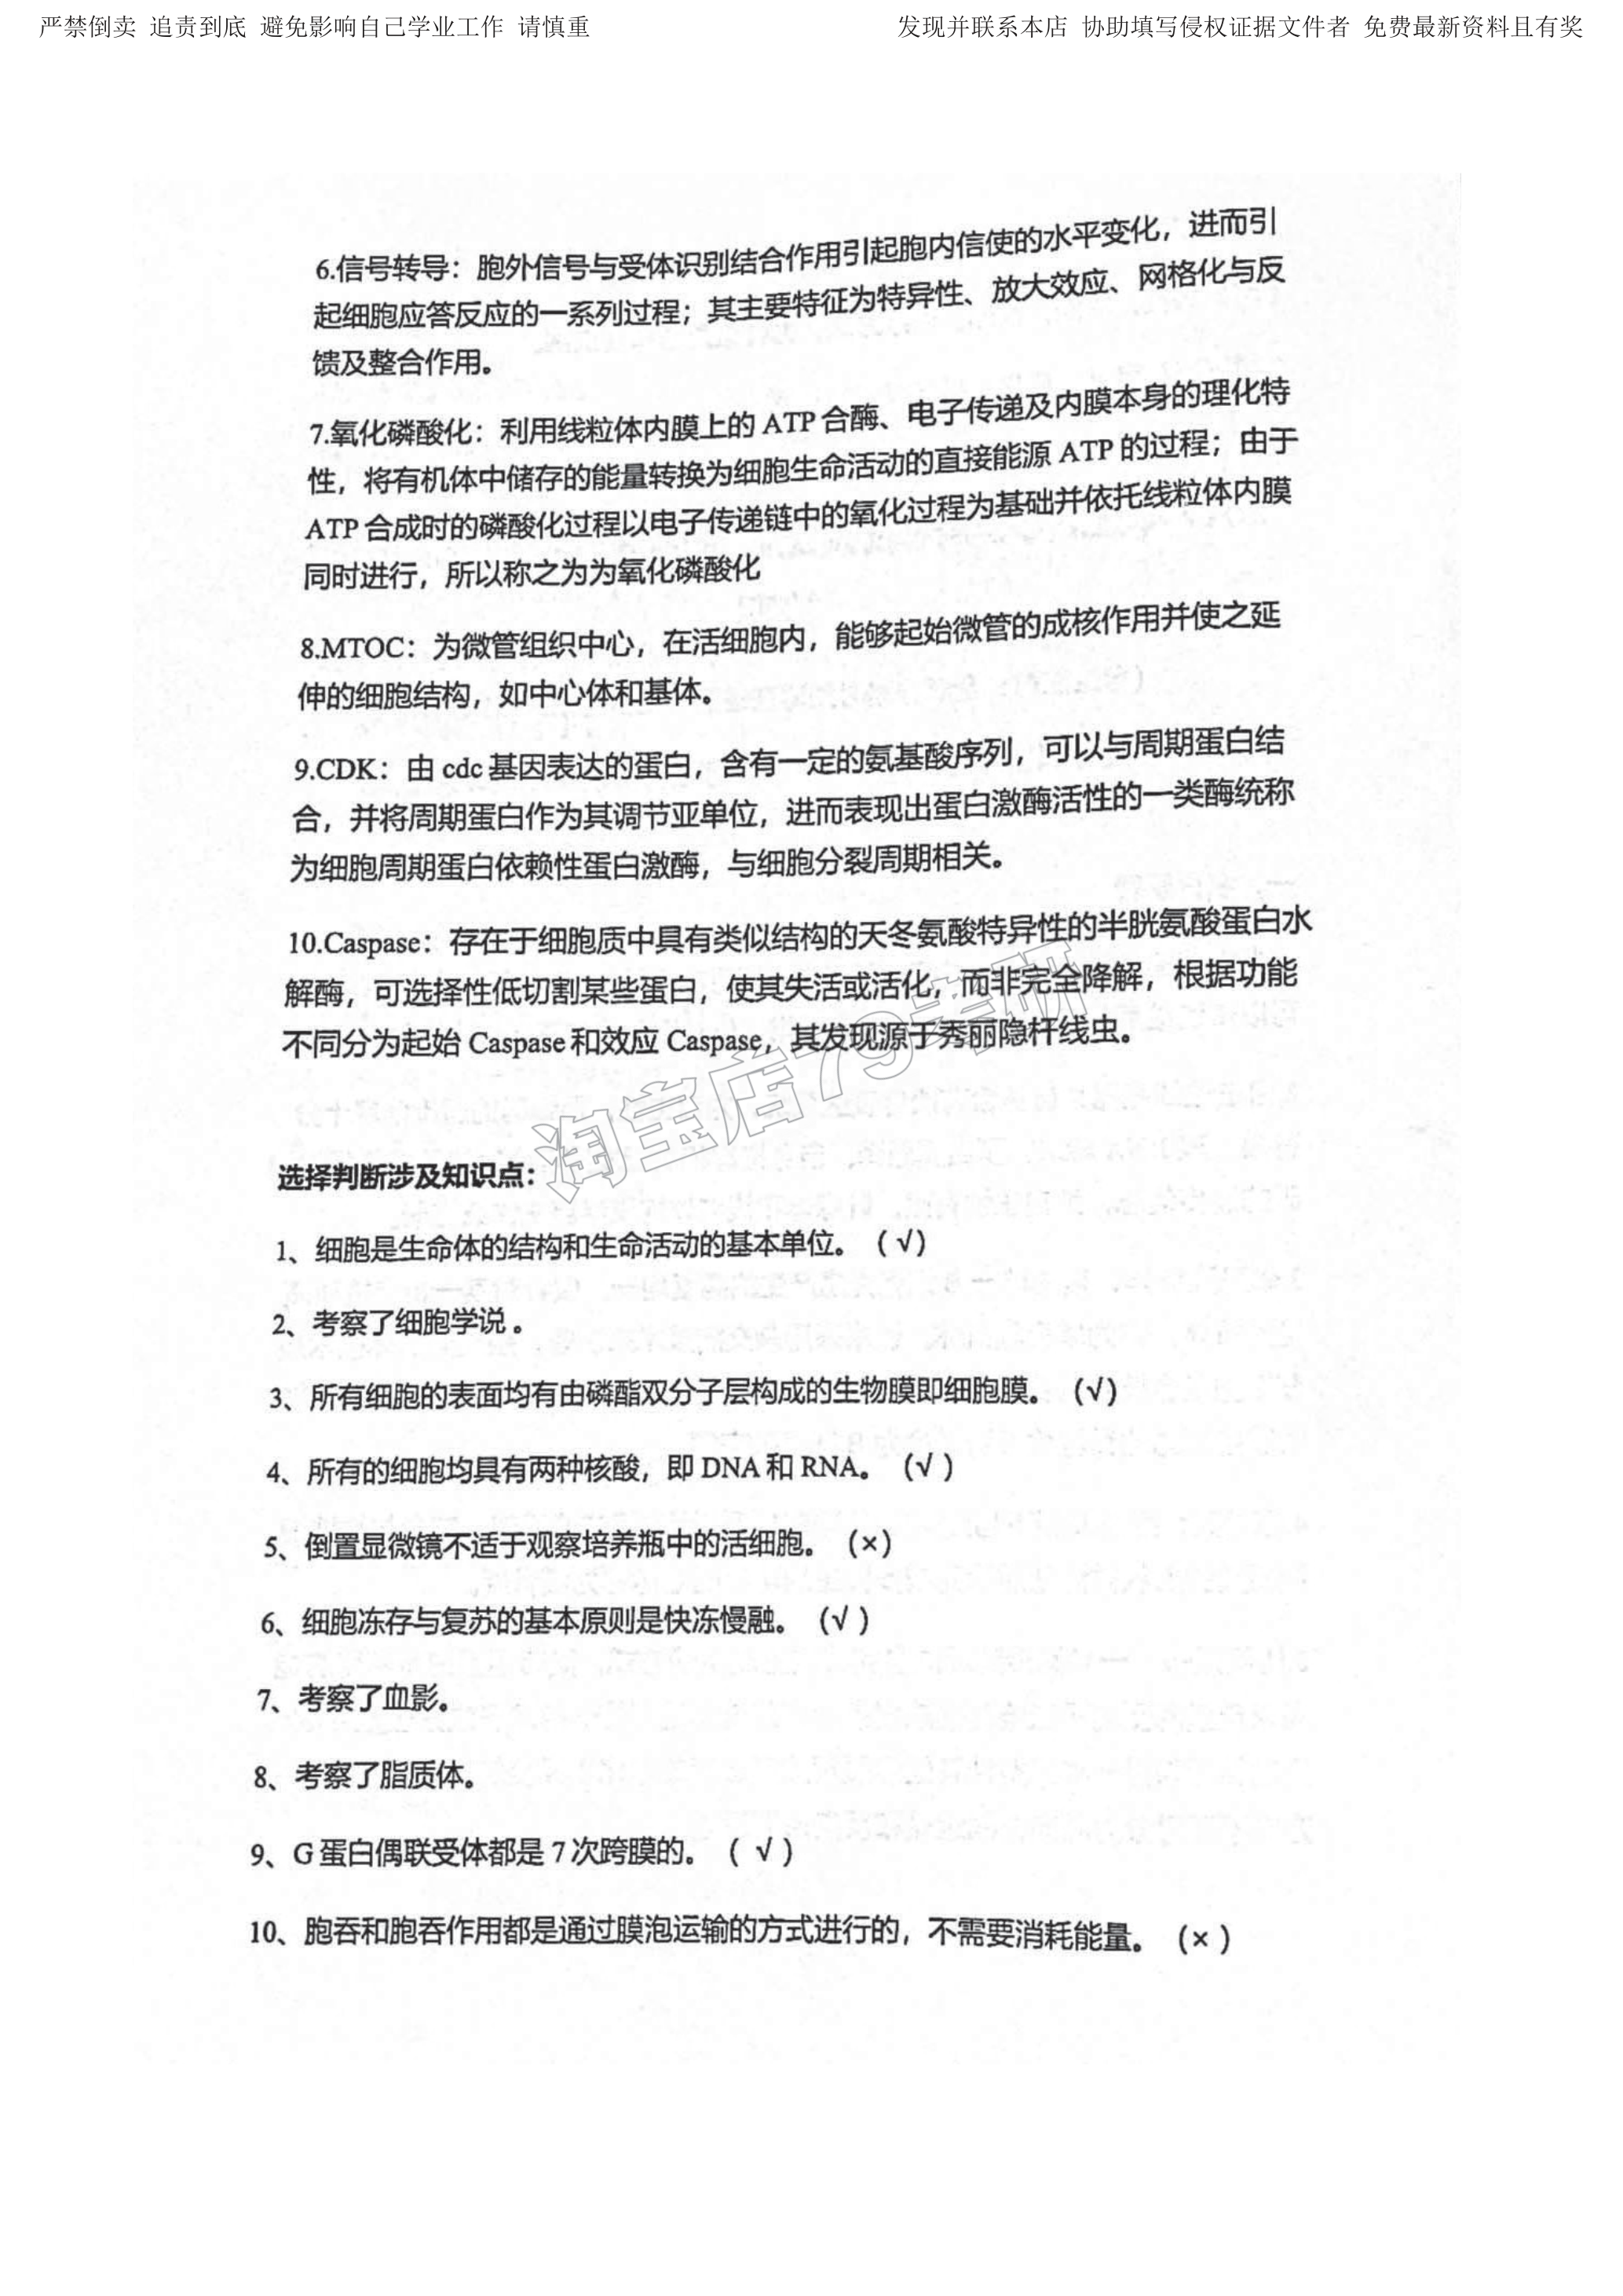 严禁倒卖 追责到底 避免影响自己学业工作 请慎重
发现并联系本店 协助填写侵权证据文件者 免费最新资料且有奖
6.信号转导：胞外信号与受体识别结合作用引起胞内信使的水平变化，进而引
起细胞应答反应的一系列过程；其主要特征为特异性、放大效应、网格化与反
馈及整合作用。
7.氧化磷酸化：利用线粒体内膜上的 ATP 合酶、电子传递及内膜本身的理化特
性，将有机体中储存的能量转换为细胞生命活动的直接能源 ATP 的过程；由于
ATP 合成时的磷酸化过程以电子传递链中的氧化过程为基础并依托线粒体内膜
同时进行，所以称之为为氧化磷酸化
8.MTOC：为微管组织中心，在活细胞内，能够起始微管的成核作用并使之延
伸的细胞结构，如中心体和基体。
9.CDK：由 cdc 基因表达的蛋白，含有一定的氨基酸序列，可以与周期蛋白结
合，并将周期蛋白作为其调节亚单位，进而表现出蛋白激酶活性的一类酶统称
为细胞周期蛋白依赖性蛋白激酶，与细胞分裂周期相关。
10.Caspase：存在于细胞质中具有类似结构的天冬氨酸特异性的半胱氨酸蛋白水
解酶，可选择性低切割某些蛋白，使其失活或活化，而非完全降解，根据功能
不同分为起始 Caspase 和效应 Caspase，其发现源于秀丽隐杆线虫。
淘宝店79考研
选择判断涉及知识点：
1、细胞是生命体的结构和生命活动的基本单位。（√）
2、考察了细胞学说 。
3、所有细胞的表面均有由磷酯双分子层构成的生物膜即细胞膜。（√）
4、所有的细胞均具有两种核酸，即 DNA 和 RNA。（√ ）
5、倒置显微镜不适于观察培养瓶中的活细胞。（×）
6、细胞冻存与复苏的基本原则是快冻慢融。（√ ）
7、考察了血影。
8、考察了脂质体。
9、G 蛋白偶联受体都是 7 次跨膜的。（ √ ）
10、胞吞和胞吞作用都是通过膜泡运输的方式进行的，不需要消耗能量。（× ）